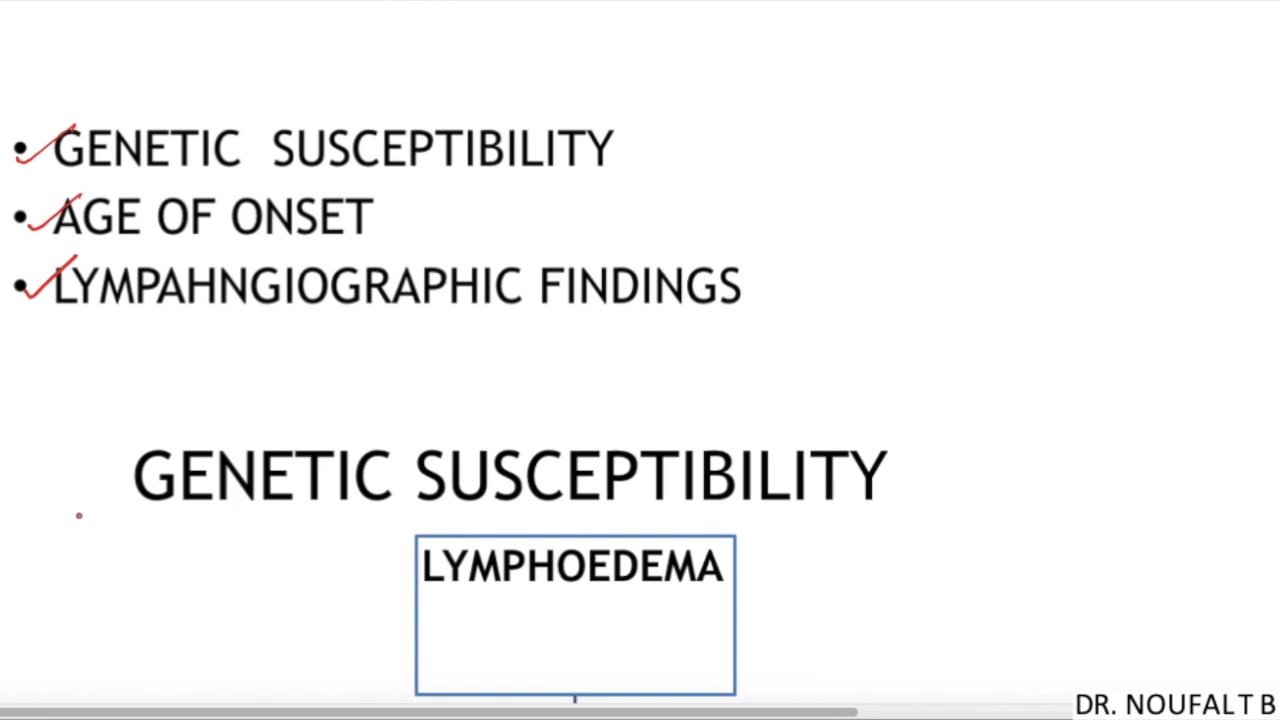 • GENETIC SUSCEPTIBILITY
• AGE OF ONSET
• LYMPAHNGIOGRAPHIC FINDINGS
GENETIC SUSCEPTIBILITY
LYMPHOEDEMA
DR. NOUFALT B